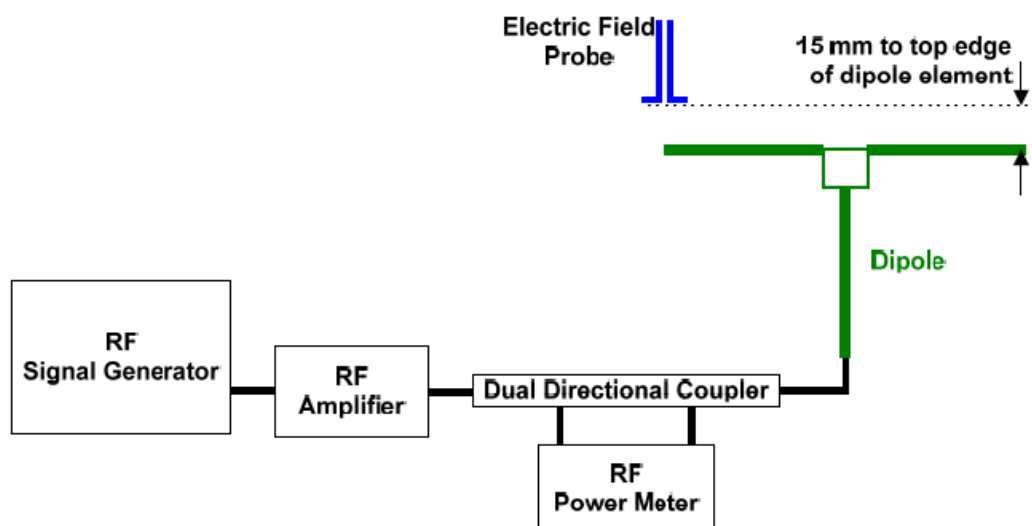 Electric Field
Probe
15 mm to top edge
of dipole element
Dipole
RF
Signal Generator
RF
Amplifier
Dual Directional Coupler
RF
Power Meter